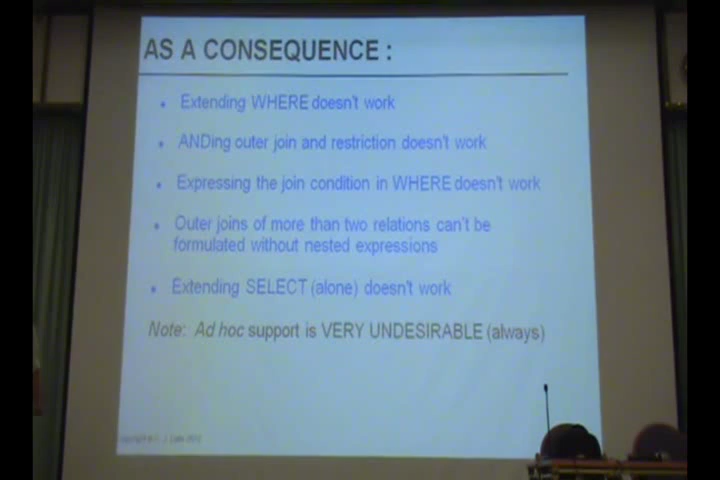 AS A CONSEQUENCE :
• Extending WHERE doesn't work
• ANDing outer join and restriction doesn't work
• Expressing the join condition in WHERE doesn't work
• Outer joins of more than two relations can't be
formulated without nested expressions
• Extending SELECT (alone) doesn't work
Note: Ad hoc support is VERY UNDESIRABLE (always)